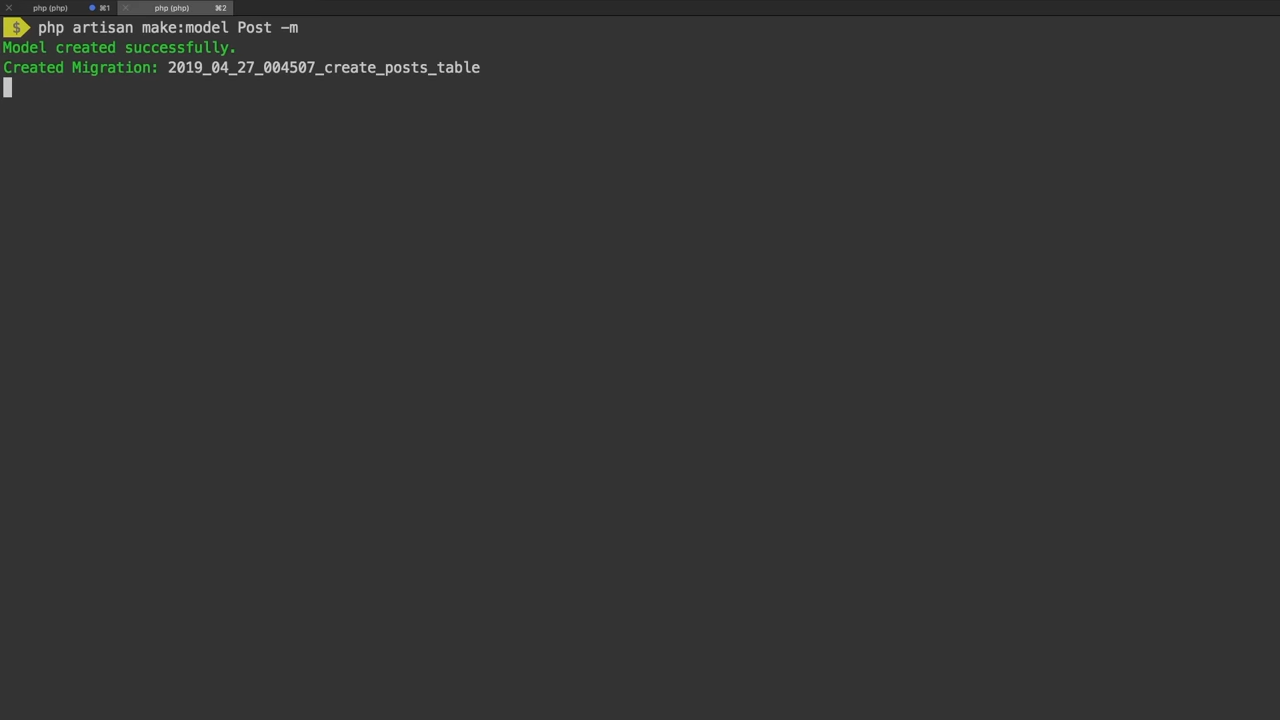 php (php) ⌘1 php (php) ⌘2
$ php artisan make:model Post -m
Model created successfully.
Created Migration: 2019_04_27_004507_create_posts_table